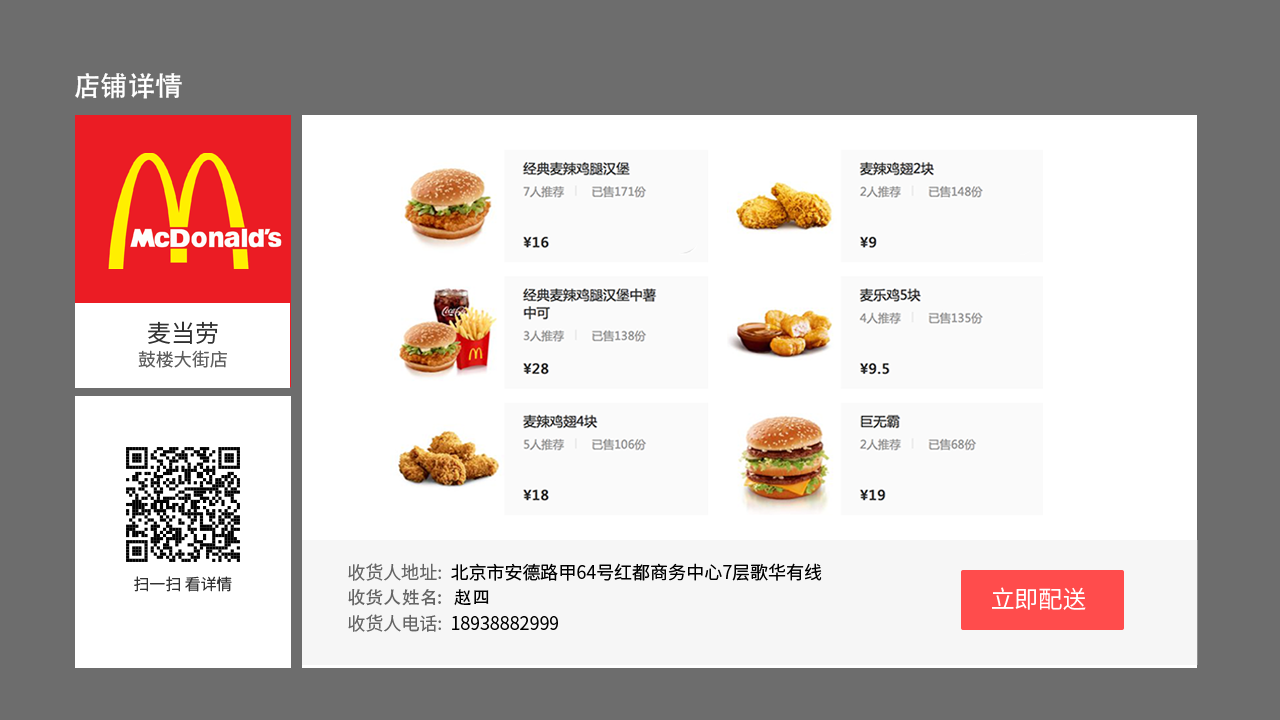 店铺详情
McDonald's
麦当劳
鼓楼大街店
扫一扫 看详情
经典麦辣鸡腿汉堡
7人推荐 | 已售171份
¥16
麦辣鸡翅2块
2人推荐 | 已售148份
¥9
经典麦辣鸡腿汉堡中薯
中可
3人推荐 | 已售138份
¥28
麦乐鸡5块
4人推荐 | 已售135份
¥9.5
麦辣鸡翅4块
5人推荐 | 已售106份
¥18
巨无霸
2人推荐 | 已售68份
¥19
收货人地址: 北京市安德路甲64号红都商务中心7层歌华有线
收货人姓名: 赵四
收货人电话: 18938882999
立即配送